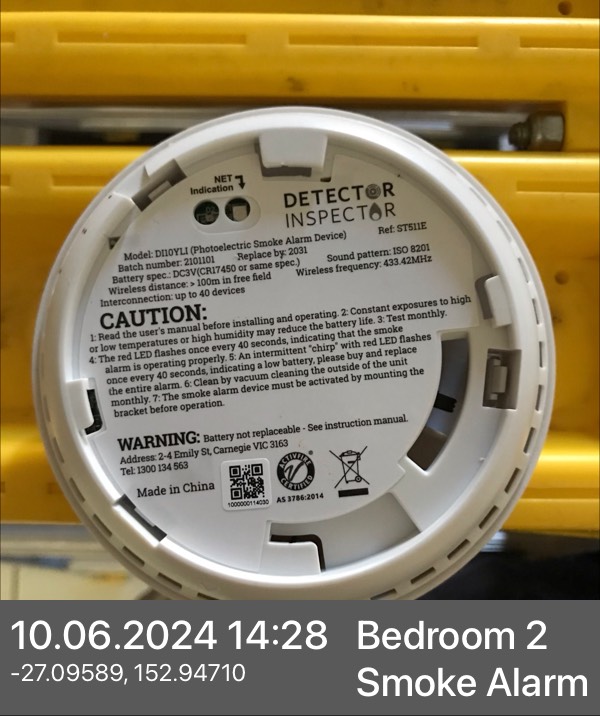 NET
Indication
DETECTOR
INSPECTOR
Ref: ST511E
Model: DI10YLI (Photoelectric Smoke Alarm Device)
Batch number: 2101101 Replace by: 2031
Battery spec.: DC3V(CR17450 or same spec.) Sound pattern: ISO 8201
Wireless distance: > 100m in free field Wireless frequency: 433.42MHz
Interconnection: up to 40 devices
CAUTION:
1: Read the user's manual before installing and operating. 2: Constant exposures to high
or low temperatures or high humidity may reduce the battery life. 3: Test monthly.
4: The red LED flashes once every 40 seconds, indicating that the smoke
alarm is operating properly. 5: An intermittent "chirp" with red LED flashes
once every 40 seconds, indicating a low battery, please buy and replace
the entire alarm. 6: Clean by vacuum cleaning the outside of the unit
monthly. 7: The smoke alarm device must be activated by mounting the
bracket before operation.
WARNING: Battery not replaceable - See instruction manual.
Address: 2-4 Emily St, Carnegie VIC 3163
Tel: 1300 134 563
Made in China
1000000114030
ACTIVFIRE
CERTIFIED
AS 3786:2014
10.06.2024 14:28
-27.09589, 152.94710
Bedroom 2
Smoke Alarm